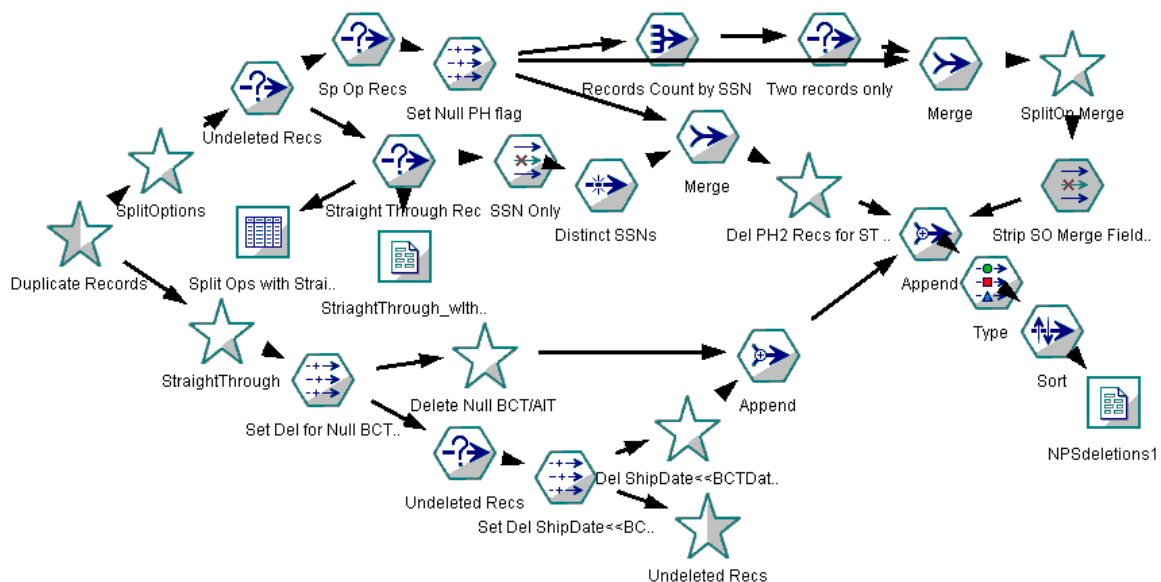 Sp Op Recs
Records Count by SSN
Two records only
Undeleted Recs
Set Null PH flag
Merge
SplitOp Merge
SplitOptions
Straight Through Rec
SSN Only
Merge
Distinct SSNs
Del PH2 Recs for ST ..
Strip SO Merge Field..
Duplicate Records
Split Ops with Strai..
StriaghtThrough_with..
Append
Type
StraightThrough
Delete Null BCT/AIT
Append
Sort
Set Del for Null BCT..
NPSdeletions1
Undeleted Recs
Del ShipDate<<BCTDat..
Set Del ShipDate<<BC..
Undeleted Recs